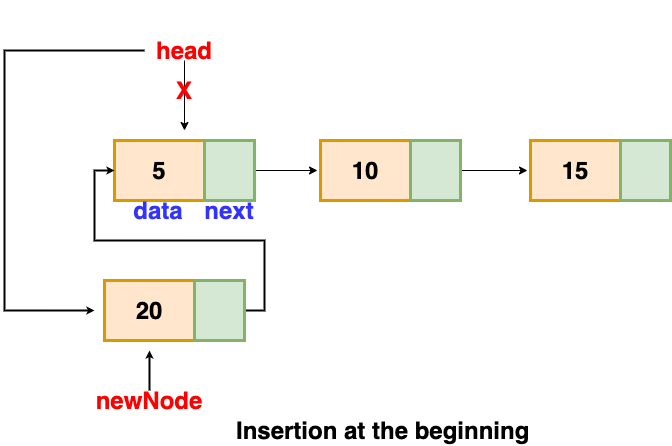 head
X
5
10
15
data next
20
newNode
Insertion at the beginning